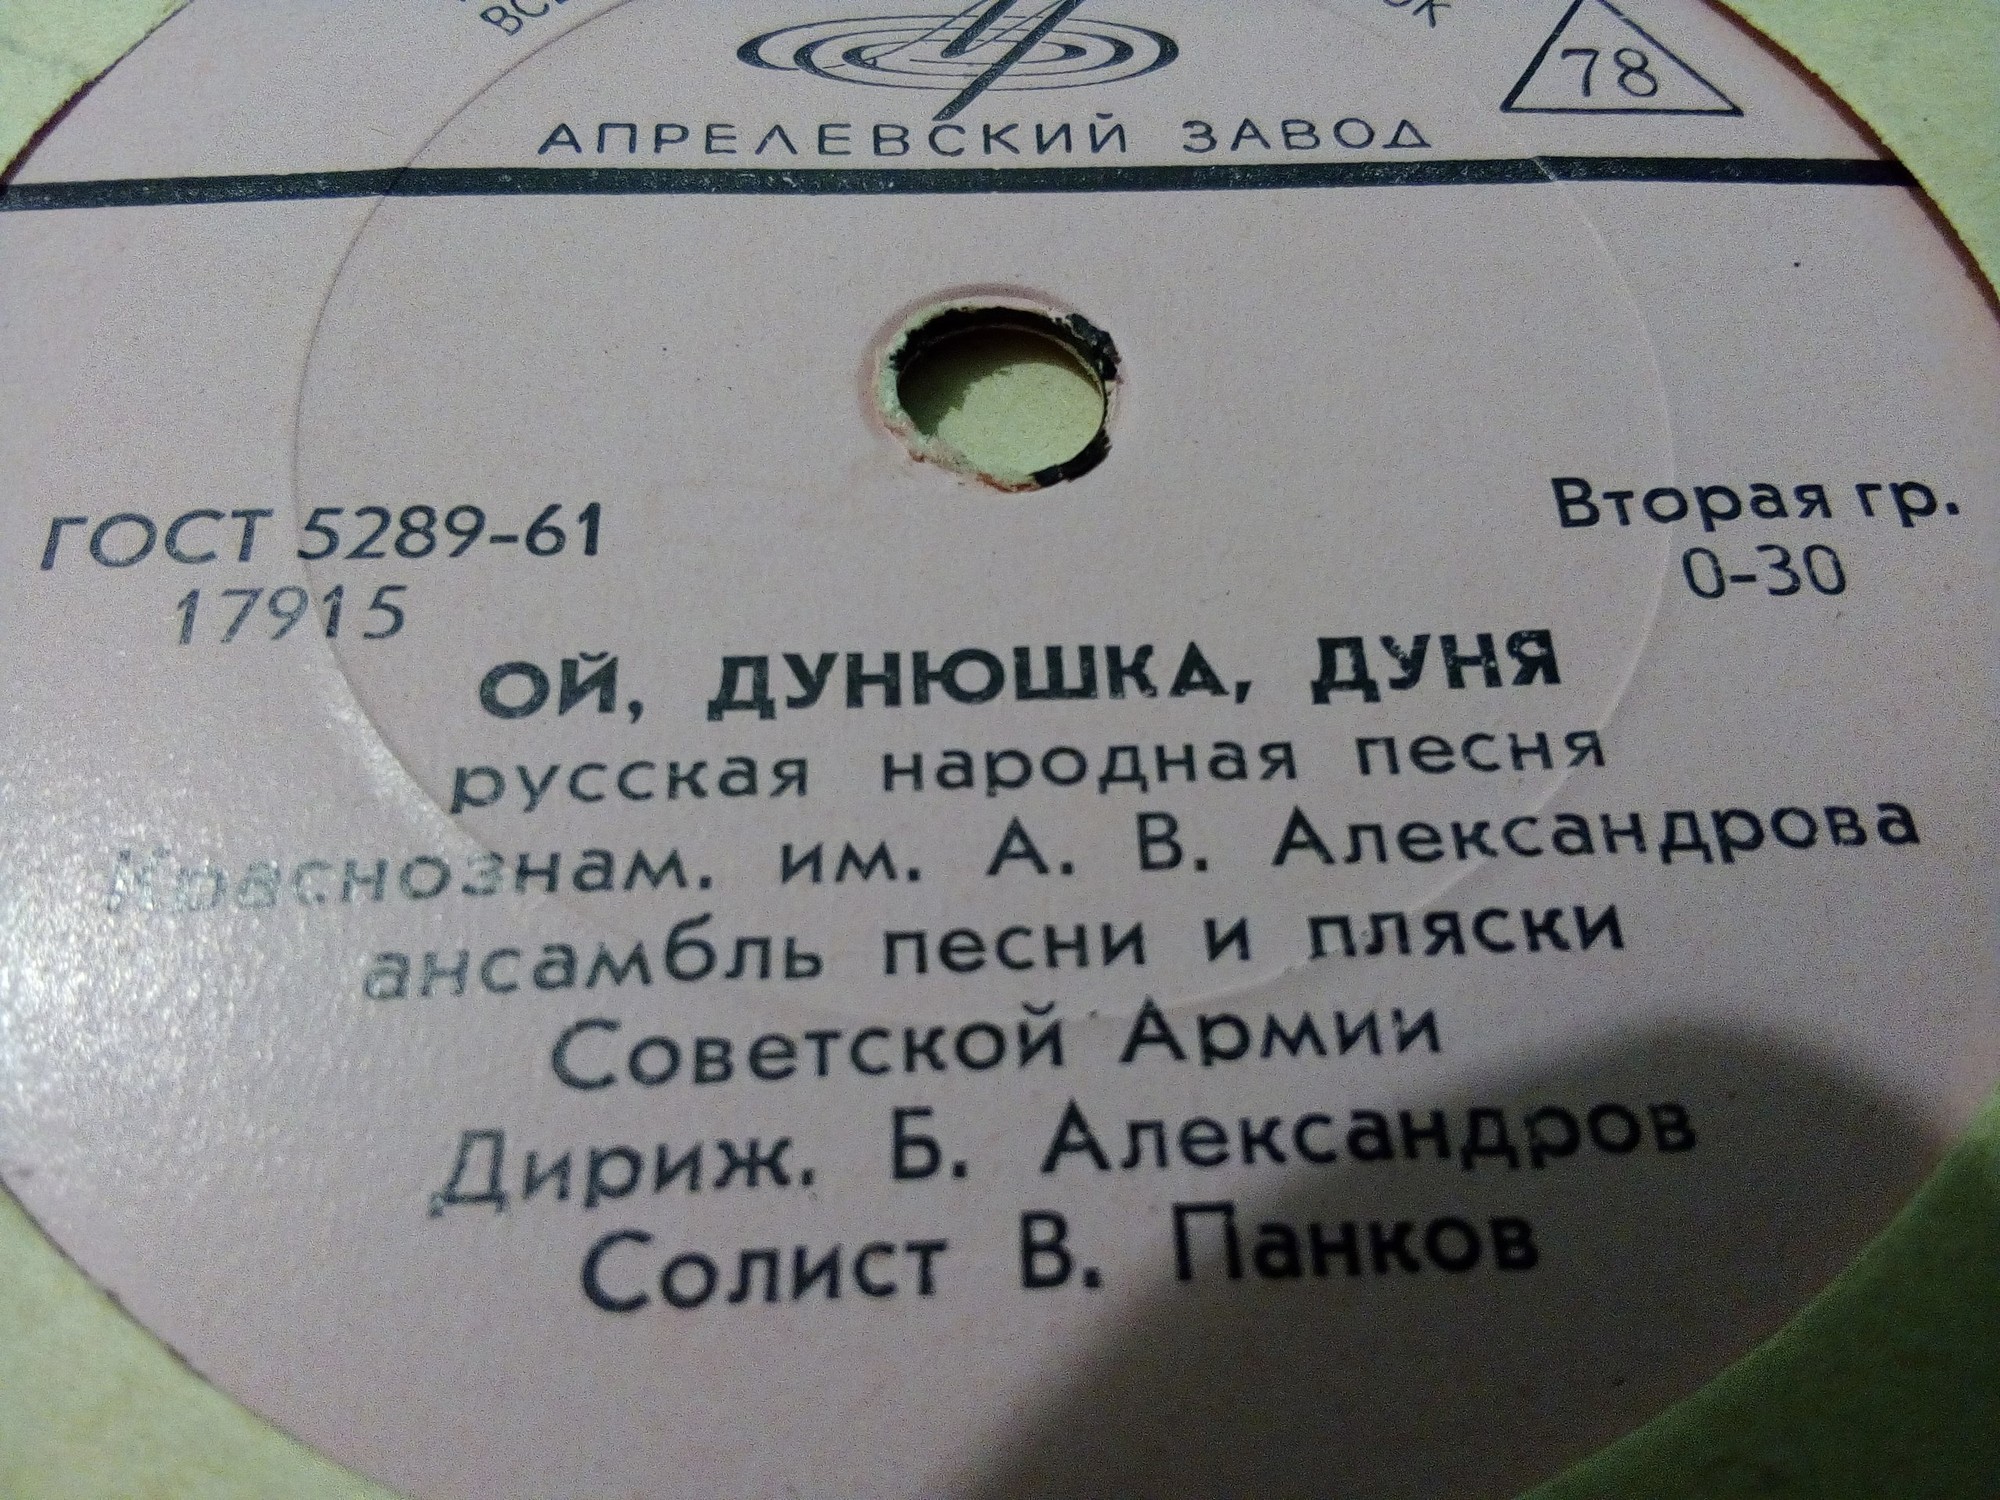 78
АПРЕЛЕВСКИЙ ЗАВОД
ГОСТ 5289-61
17915
Вторая гр.
0-30
ОЙ, ДУНЮШКА, ДУНЯ
русская народная песня
Краснознам. им. А. В. Александрова
ансамбль песни и пляски
Советской Армии
Дириж. Б. Александров
Солист В. Панков